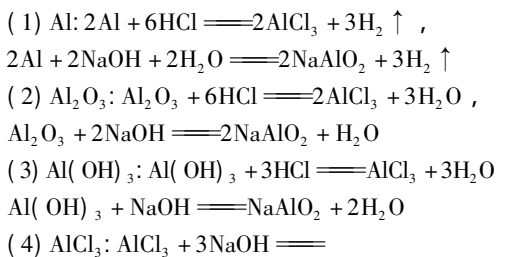 (1) Al: 2Al + 6HCl ══ 2AlCl₃ + 3H₂ ↑ ,
2Al + 2NaOH + 2H₂O ══ 2NaAlO₂ + 3H₂ ↑
(2) Al₂O₃: Al₂O₃ + 6HCl ══ 2AlCl₃ + 3H₂O ,
Al₂O₃ + 2NaOH ══ 2NaAlO₂ + H₂O
(3) Al(OH)₃: Al(OH)₃ + 3HCl ══ AlCl₃ + 3H₂O
Al(OH)₃ + NaOH ══ NaAlO₂ + 2H₂O
(4) AlCl₃: AlCl₃ + 3NaOH ══